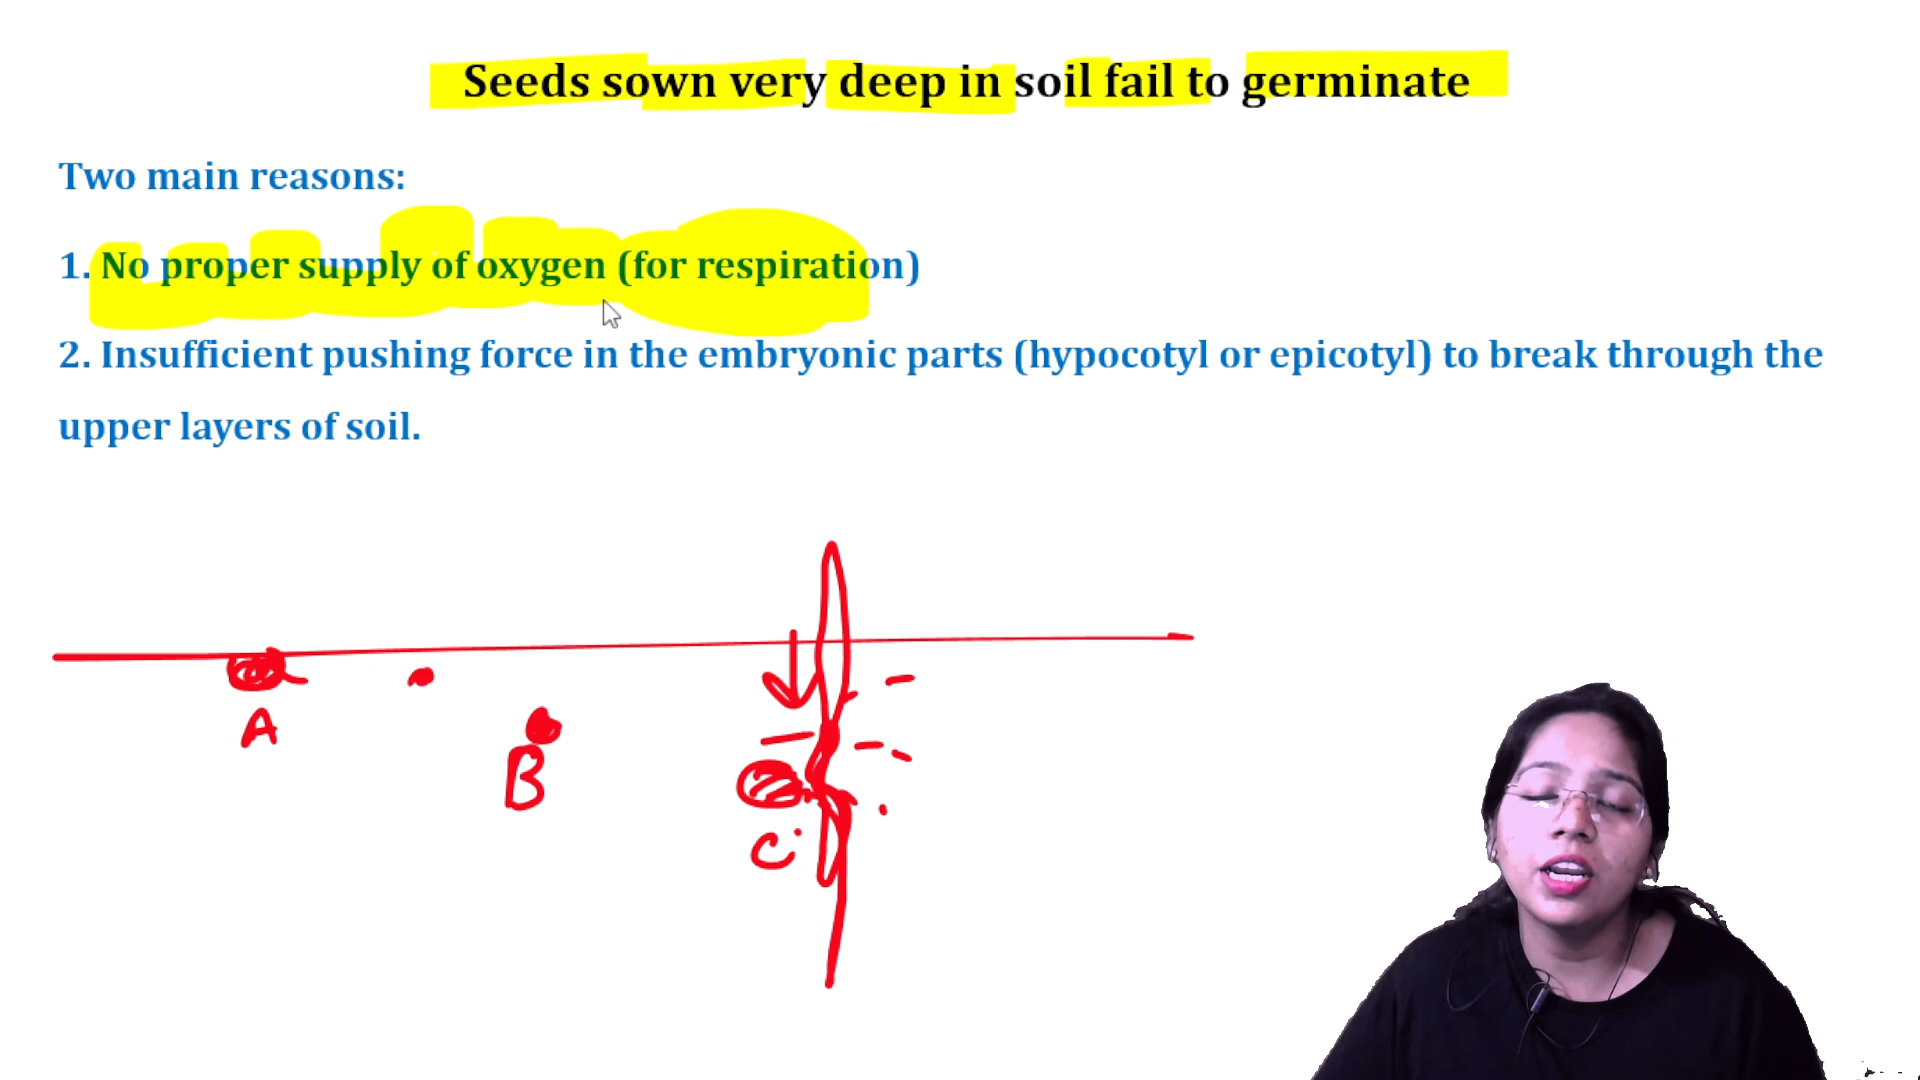 Seeds sown very deep in soil fail to germinate
Two main reasons:
1. No proper supply of oxygen (for respiration)
2. Insufficient pushing force in the embryonic parts (hypocotyl or epicotyl) to break through the
upper layers of soil.
A
B
C